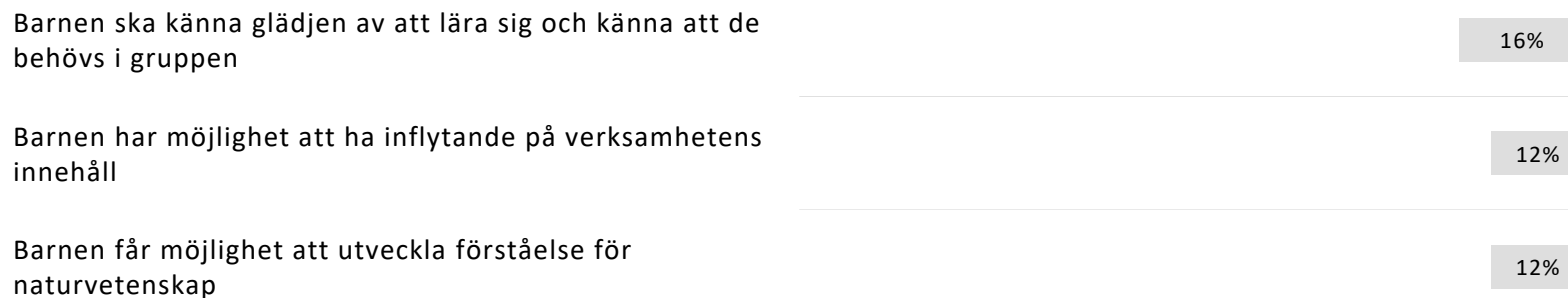 Barnen ska känna glädjen av att lära sig och känna att de
behövs i gruppen
16%
Barnen har möjlighet att ha inflytande på verksamhetens
innehåll
12%
Barnen får möjlighet att utveckla förståelse för
naturvetenskap
12%